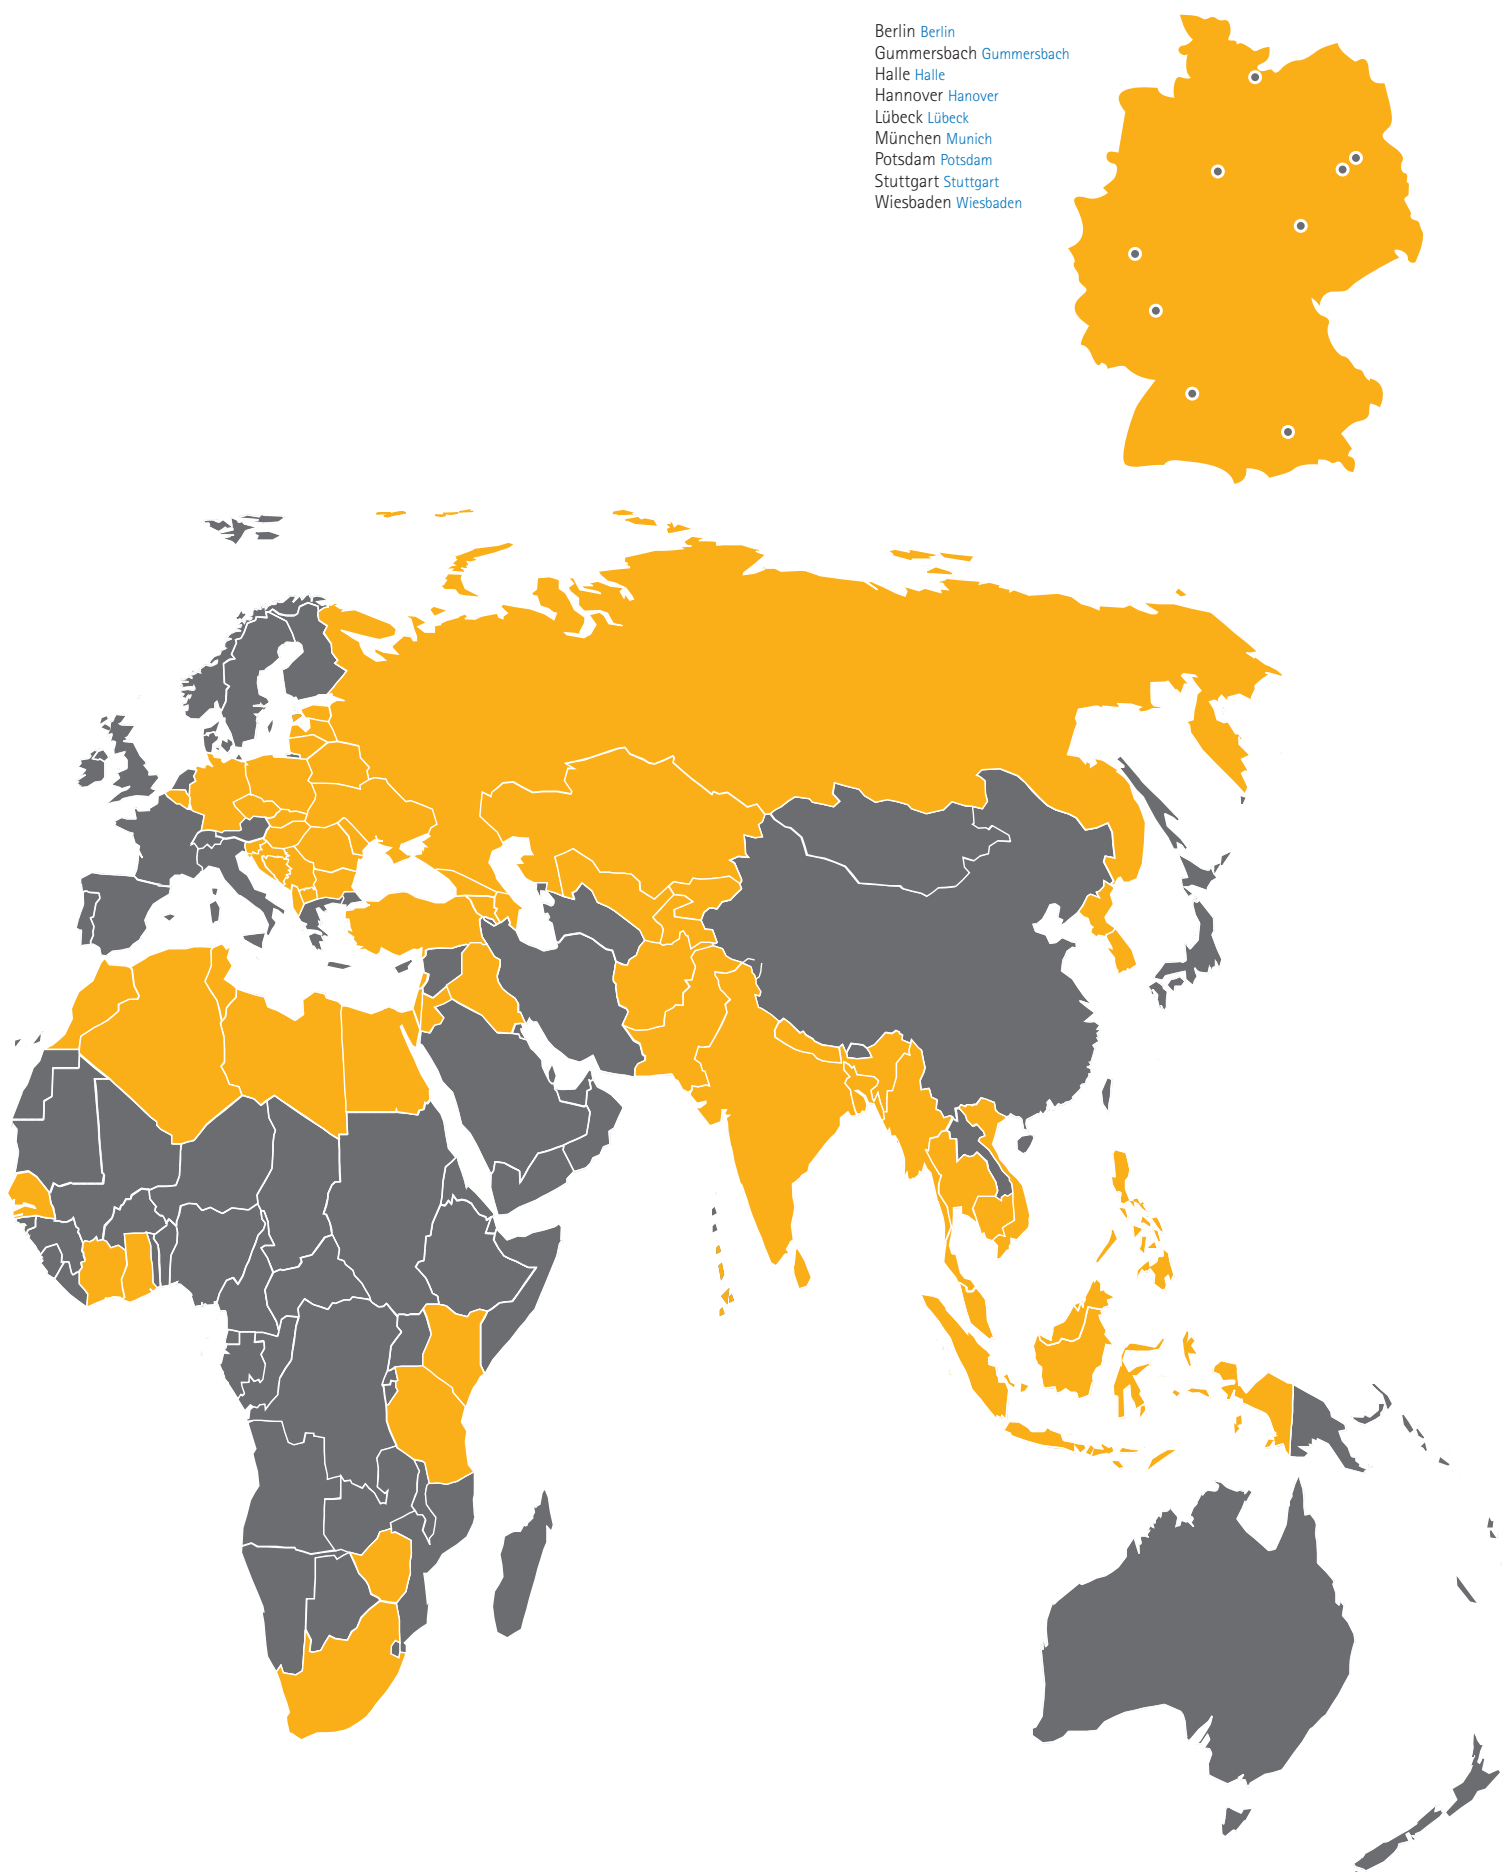 Berlin Berlin
Gummersbach Gummersbach
Halle Halle
Hannover Hanover
Lübeck Lübeck
München Munich
Potsdam Potsdam
Stuttgart Stuttgart
Wiesbaden Wiesbaden